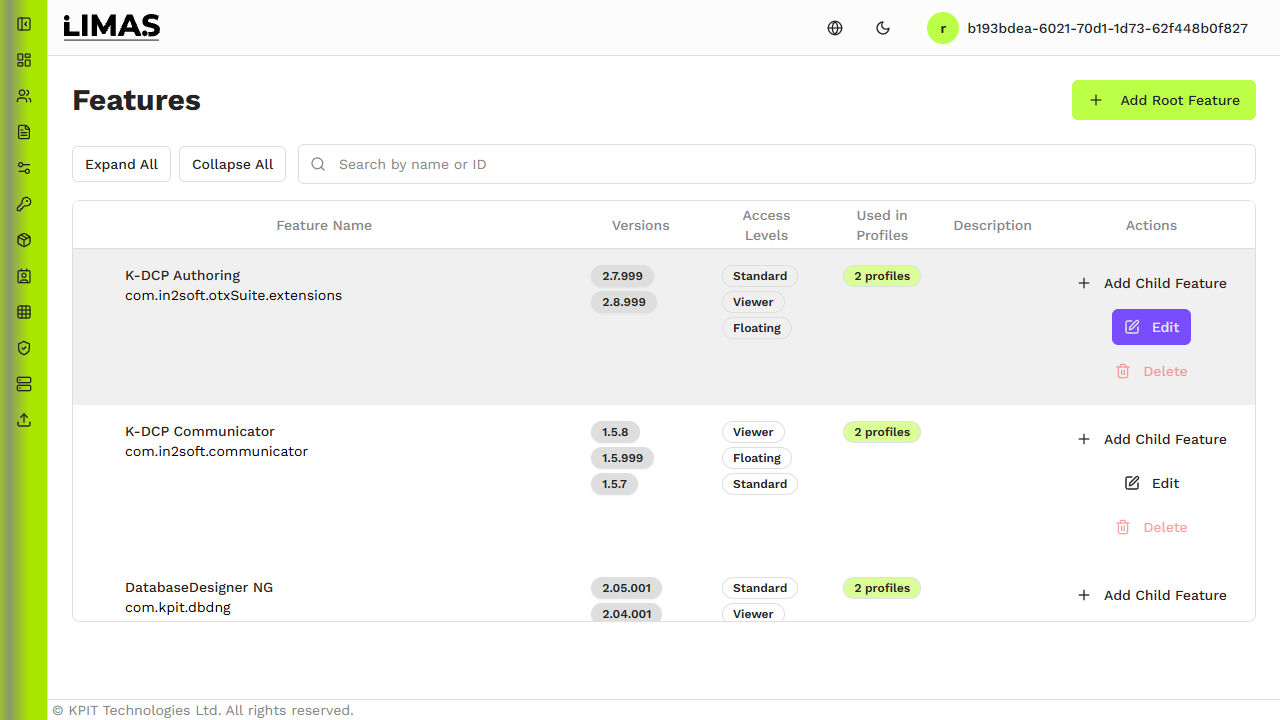 LIMAS
r
b193bdea-6021-70d1-1d73-62f448b0f827
Features
Add Root Feature
Expand All
Collapse All
Search by name or ID
Feature Name
Versions
Access Levels
Used in Profiles
Description
Actions
K-DCP Authoring
com.in2soft.otxSuite.extensions
2.7.999
2.8.999
Standard
Viewer
Floating
2 profiles
Add Child Feature
Edit
Delete
K-DCP Communicator
com.in2soft.communicator
1.5.8
1.5.999
1.5.7
Viewer
Floating
Standard
2 profiles
Add Child Feature
Edit
Delete
DatabaseDesigner NG
com.kpit.dbdng
2.05.001
2.04.001
Standard
Viewer
2 profiles
Add Child Feature
© KPIT Technologies Ltd. All rights reserved.